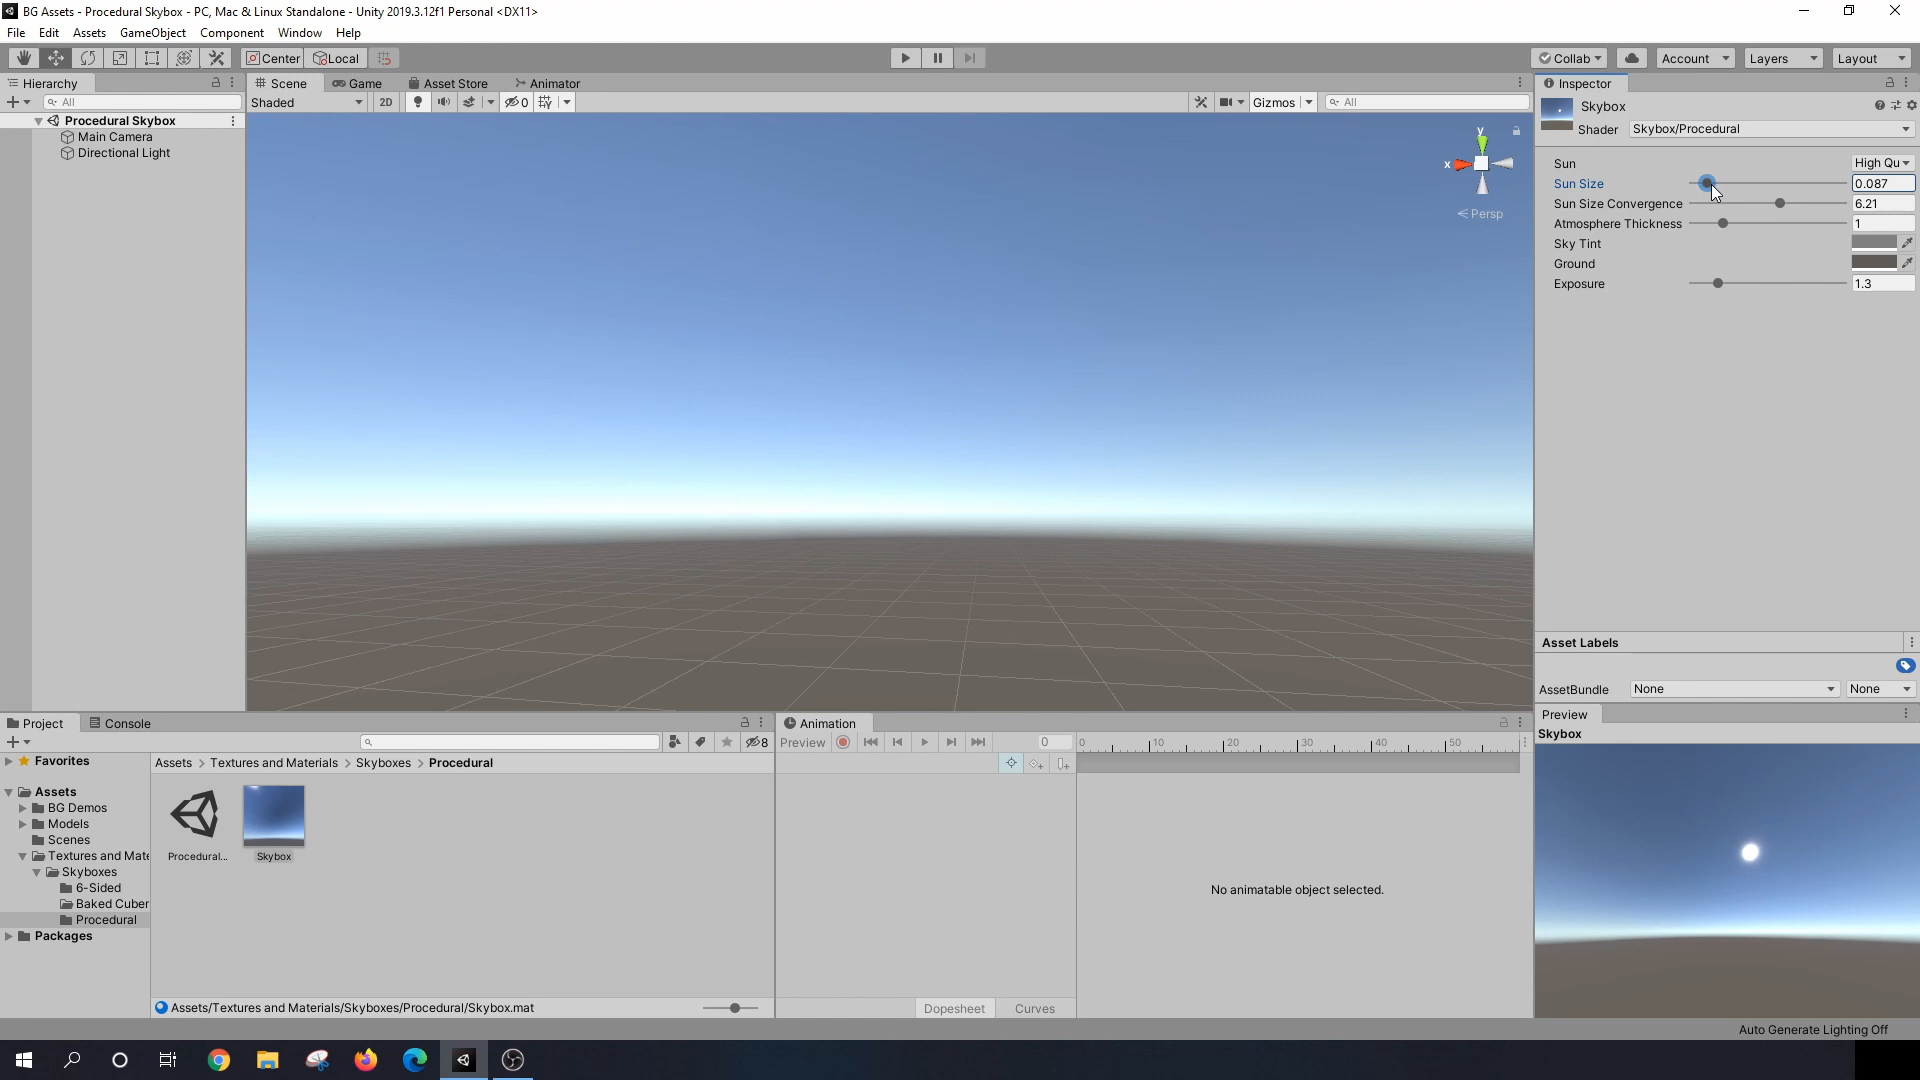 BG Assets - Procedural Skybox - PC, Mac & Linux Standalone - Unity 2019.3.12f1 Personal <DX11>
File Edit Assets GameObject Component Window Help
Center Local Collab Account Layers Layout
Hierarchy
All
Procedural Skybox
Main Camera
Directional Light
Scene Game Asset Store Animator
Shaded 2D 0 Gizmos All
y
x
Persp
Inspector
Skybox
Shader Skybox/Procedural
Sun High Qu
Sun Size 0.087
Sun Size Convergence 6.21
Atmosphere Thickness 1
Sky Tint
Ground
Exposure 1.3
Asset Labels
AssetBundle None None
Preview
Skybox
Project Console
8
Favorites
Assets
BG Demos
Models
Scenes
Textures and Mate
Skyboxes
6-Sided
Baked Cuber
Procedural
Packages
Assets > Textures and Materials > Skyboxes > Procedural
Procedural... Skybox
Assets/Textures and Materials/Skyboxes/Procedural/Skybox.mat
Animation
Preview 0 0 10 20 30 40 50
No animatable object selected.
Dopesheet Curves
Auto Generate Lighting Off